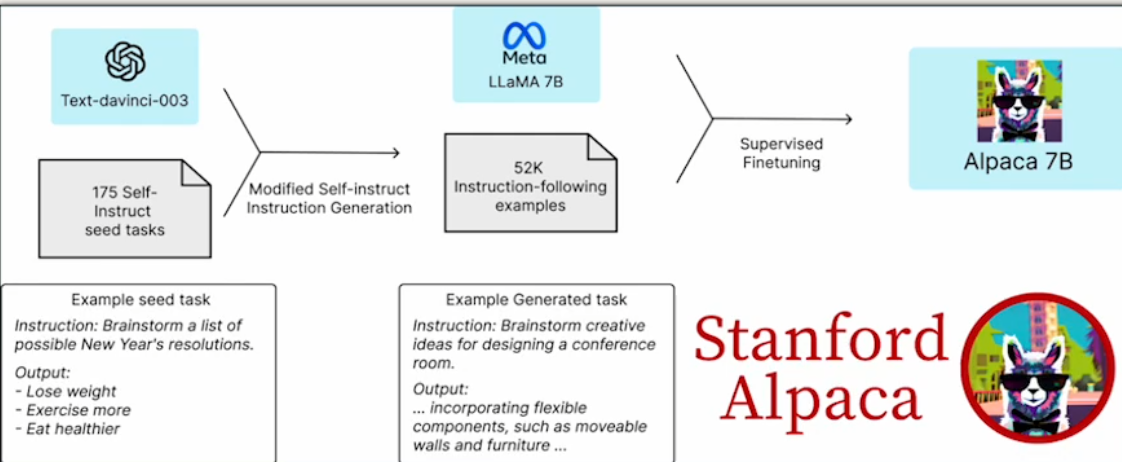 Text-davinci-003
175 Self-
Instruct
seed tasks
Modified Self-instruct
Instruction Generation
Meta
LLaMA 7B
52K
Instruction-following
examples
Supervised
Finetuning
Alpaca 7B
Example seed task
Instruction: Brainstorm a list of
possible New Year's resolutions.
Output:
- Lose weight
- Exercise more
- Eat healthier
Example Generated task
Instruction: Brainstorm creative
ideas for designing a conference
room.
Output:
... incorporating flexible
components, such as moveable
walls and furniture ...
Stanford
Alpaca